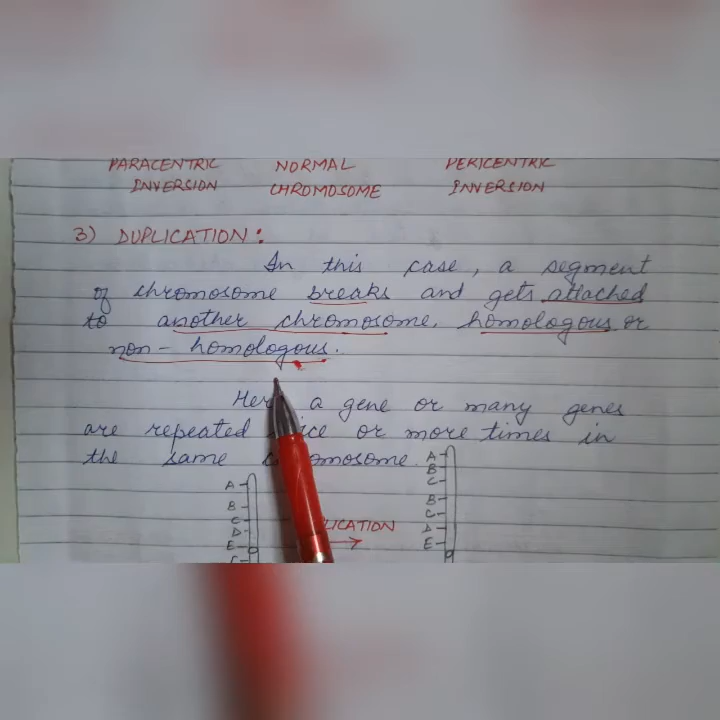 PARACENTRIC NORMAL PERICENTRIC
INVERSION CHROMOSOME INVERSION
3) DUPLICATION:
In this case, a segment
of chromosome breaks and gets attached
to another chromosome, homologous or
non-homologous.
a gene or many genes
are repeated or more times in
the same
A
B
C
D
E
A
B
C
B
C
D
E